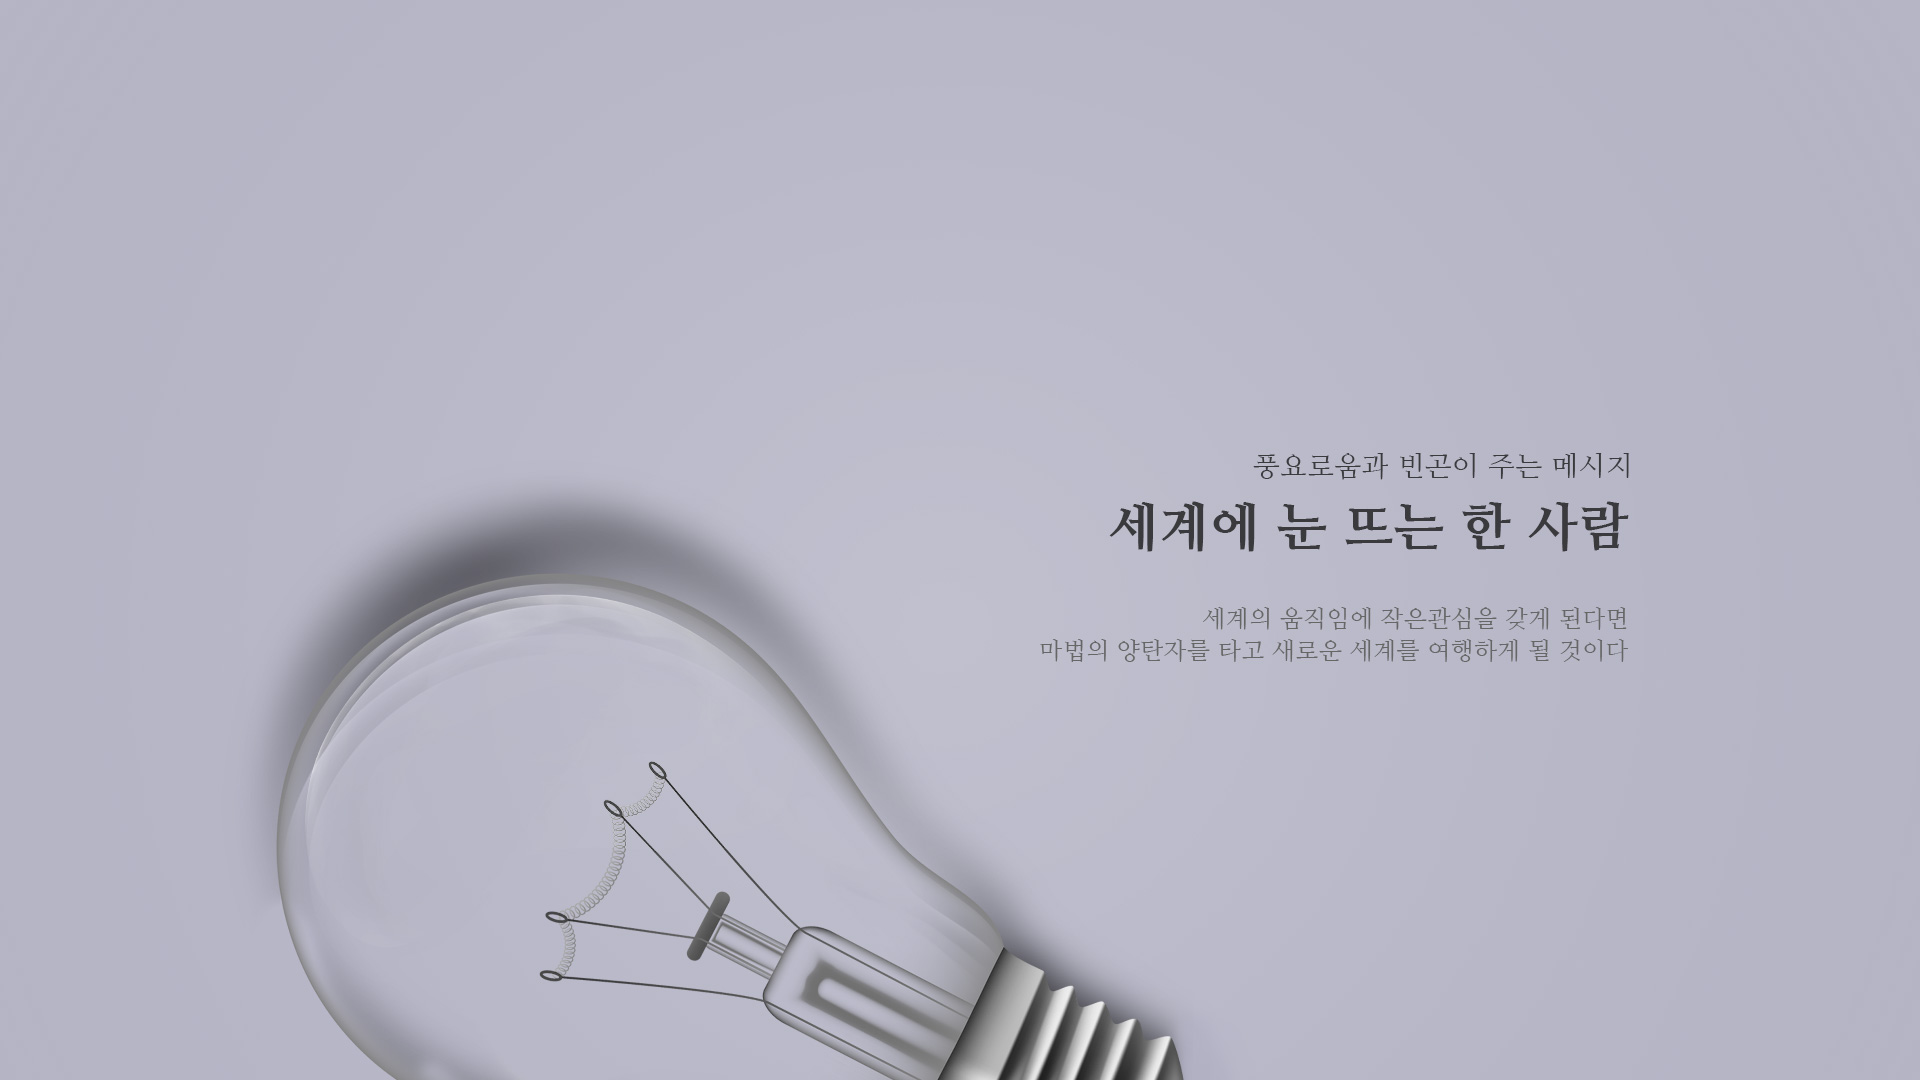 풍요로움과 빈곤이 주는 메시지
세계에 눈 뜨는 한 사람
세계의 움직임에 작은관심을 갖게 된다면
마법의 양탄자를 타고 새로운 세계를 여행하게 될 것이다